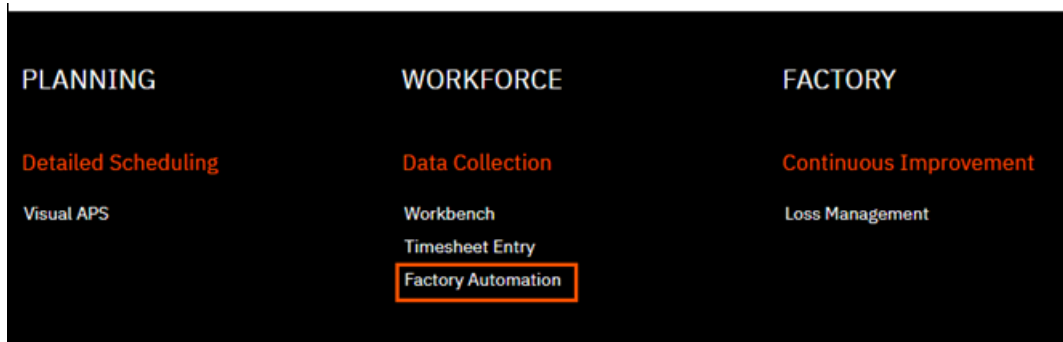 PLANNING
Detailed Scheduling
Visual APS
WORKFORCE
Data Collection
Workbench
Timesheet Entry
Factory Automation
FACTORY
Continuous Improvement
Loss Management